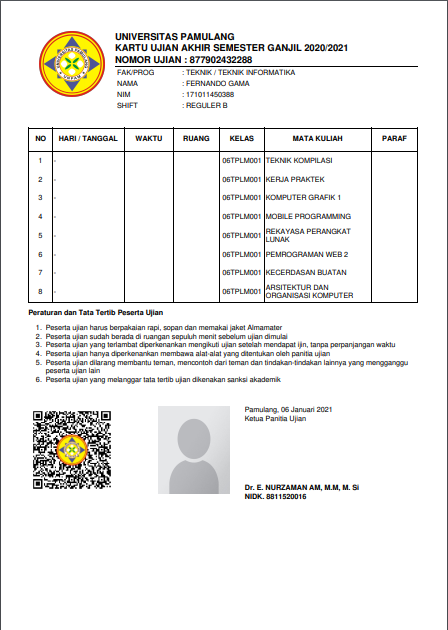 UNIVERSITAS PAMULANG
KARTU UJIAN AKHIR SEMESTER GANJIL 2020/2021
NOMOR UJIAN : 877902432288
FAK/PROG : TEKNIK / TEKNIK INFORMATIKA
NAMA : FERNANDO GAMA
NIM : 171011450388
SHIFT : REGULER B
NO HARI / TANGGAL WAKTU RUANG KELAS MATA KULIAH PARAF
1 - 06TPLM001 TEKNIK KOMPILASI
2 - 06TPLM001 KERJA PRAKTEK
3 - 06TPLM001 KOMPUTER GRAFIK 1
4 - 06TPLM001 MOBILE PROGRAMMING
5 - 06TPLM001 REKAYASA PERANGKAT
LUNAK
6 - 06TPLM001 PEMROGRAMAN WEB 2
7 - 06TPLM001 KECERDASAN BUATAN
8 - 06TPLM001 ARSITEKTUR DAN
ORGANISASI KOMPUTER
Peraturan dan Tata Tertib Peserta Ujian
1. Peserta ujian harus berpakaian rapi, sopan dan memakai jaket Almamater
2. Peserta ujian sudah berada di ruangan sepuluh menit sebelum ujian dimulai
3. Peserta ujian yang terlambat diperkenankan mengikuti ujian setelah mendapat ijin, tanpa perpanjangan waktu
4. Peserta ujian hanya diperkenankan membawa alat-alat yang ditentukan oleh panitia ujian
5. Peserta ujian dilarang membantu teman, mencontoh dari teman dan tindakan-tindakan lainnya yang mengganggu
peserta ujian lain
6. Peserta ujian yang melanggar tata tertib ujian dikenakan sanksi akademik
Pamulang, 06 Januari 2021
Ketua Panitia Ujian
Dr. E. NURZAMAN AM, M.M, M. Si
NIDK. 8811520016